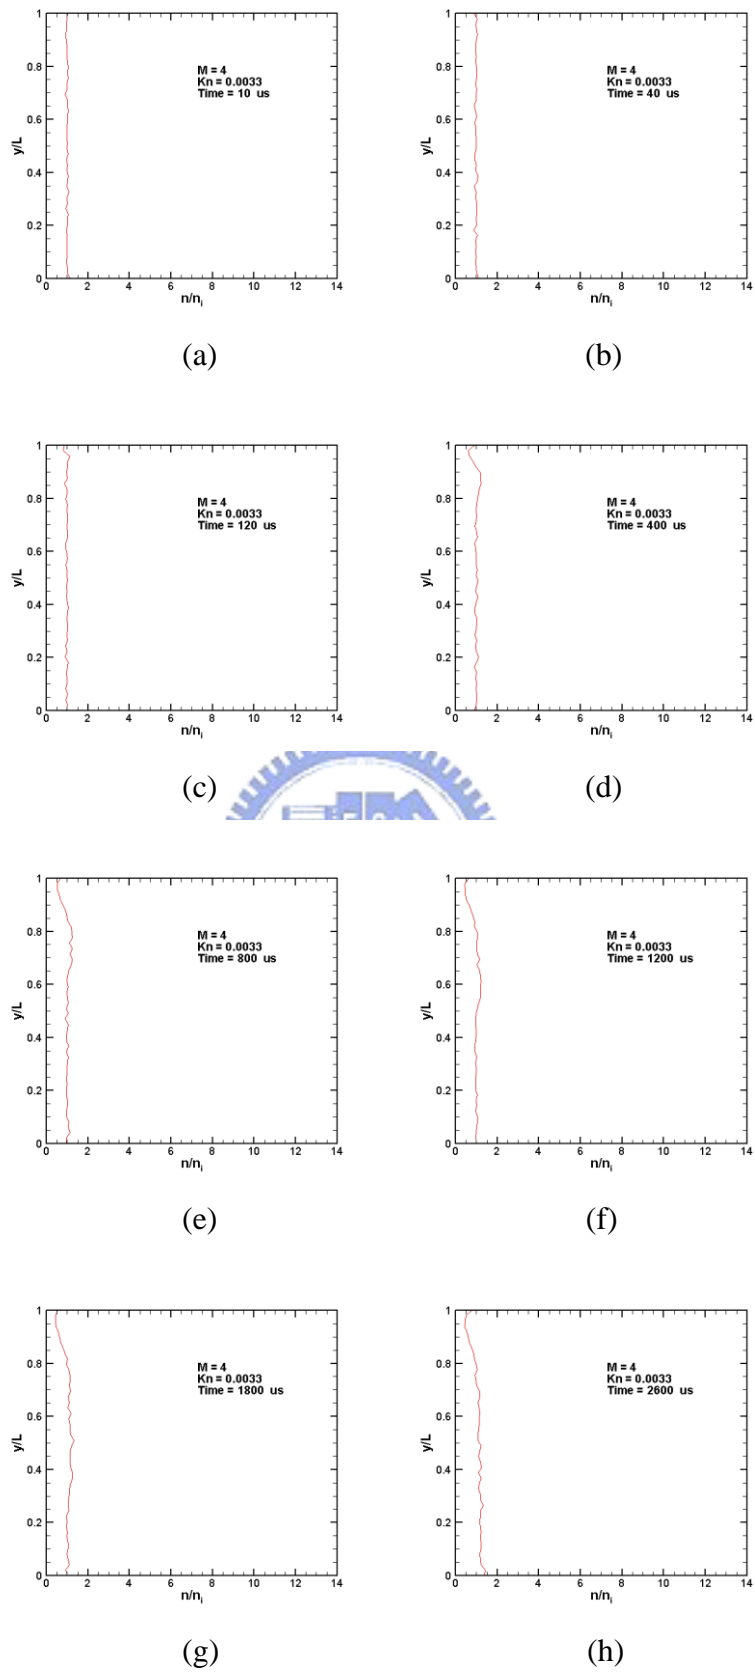 1
0.8
0.6
0.4
0.2
0
y/L
M = 4
Kn = 0.0033
Time = 10 us
0 2 4 6 8 10 12 14
n/nᵢ
(a)
1
0.8
0.6
0.4
0.2
0
y/L
M = 4
Kn = 0.0033
Time = 40 us
0 2 4 6 8 10 12 14
n/nᵢ
(b)
1
0.8
0.6
0.4
0.2
0
y/L
M = 4
Kn = 0.0033
Time = 120 us
0 2 4 6 8 10 12 14
n/nᵢ
(c)
1
0.8
0.6
0.4
0.2
0
y/L
M = 4
Kn = 0.0033
Time = 400 us
0 2 4 6 8 10 12 14
n/nᵢ
(d)
1
0.8
0.6
0.4
0.2
0
y/L
M = 4
Kn = 0.0033
Time = 800 us
0 2 4 6 8 10 12 14
n/nᵢ
(e)
1
0.8
0.6
0.4
0.2
0
y/L
M = 4
Kn = 0.0033
Time = 1200 us
0 2 4 6 8 10 12 14
n/nᵢ
(f)
1
0.8
0.6
0.4
0.2
0
y/L
M = 4
Kn = 0.0033
Time = 1800 us
0 2 4 6 8 10 12 14
n/nᵢ
(g)
1
0.8
0.6
0.4
0.2
0
y/L
M = 4
Kn = 0.0033
Time = 2600 us
0 2 4 6 8 10 12 14
n/nᵢ
(h)